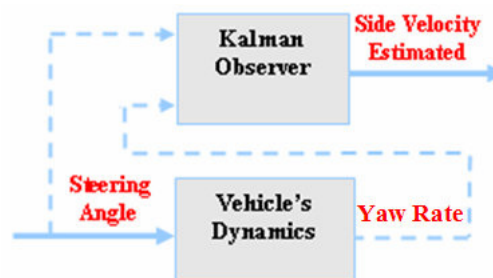 Kalman
Observer
Side Velocity
Estimated
Steering
Angle
Vehicle's
Dynamics
Yaw Rate